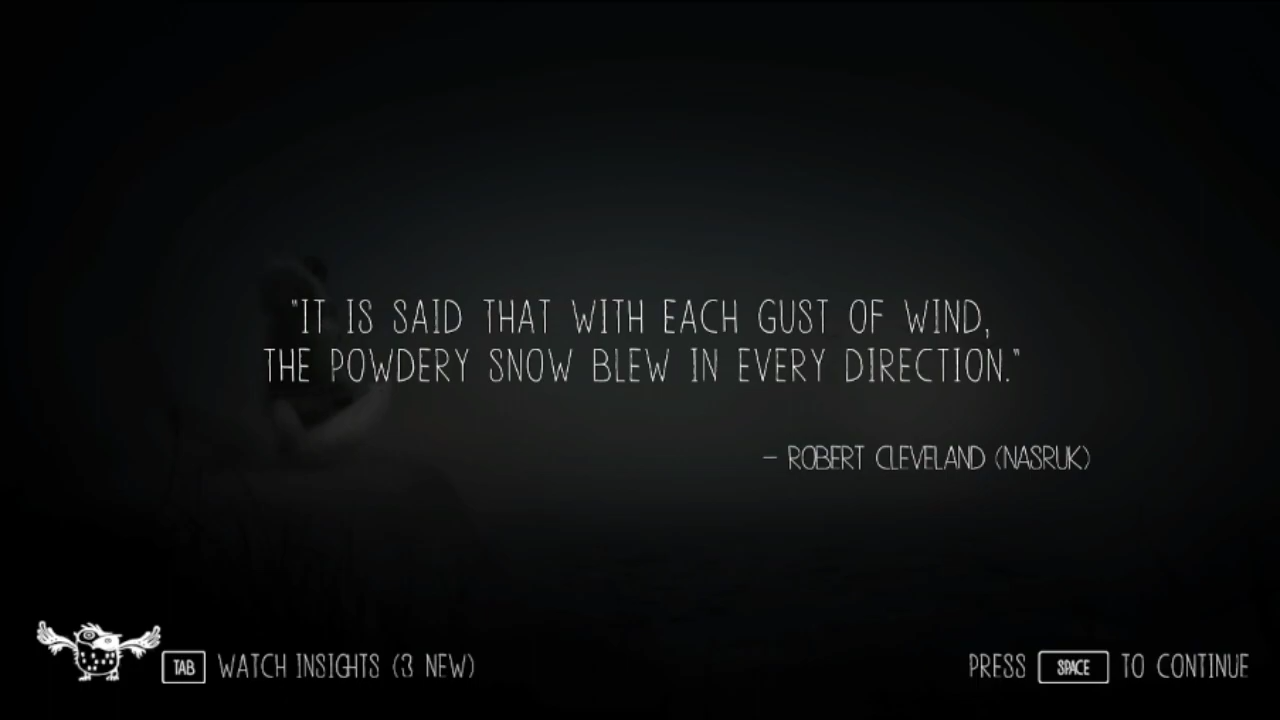 "IT IS SAID THAT WITH EACH GUST OF WIND,
THE POWDERY SNOW BLEW IN EVERY DIRECTION."
– ROBERT CLEVELAND (NASRUK)
TAB WATCH INSIGHTS (3 NEW)
PRESS SPACE TO CONTINUE